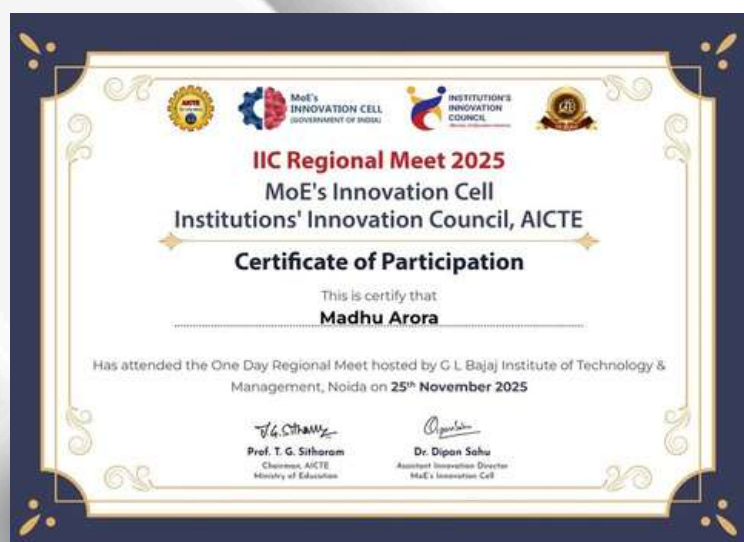 AICTE
MoE's
INNOVATION CELL
(GOVERNMENT OF INDIA)
INSTITUTION'S
INNOVATION
COUNCIL
IIC Regional Meet 2025
MoE's Innovation Cell
Institutions' Innovation Council, AICTE
Certificate of Participation
This is certify that
Madhu Arora
Has attended the One Day Regional Meet hosted by G L Bajaj Institute of Technology &
Management, Noida on 25th November 2025
Prof. T. G. Sitharam
Chairman, AICTE
Ministry of Education
Dr. Dipan Sahu
Assistant Innovation Director
MoE's Innovation Cell